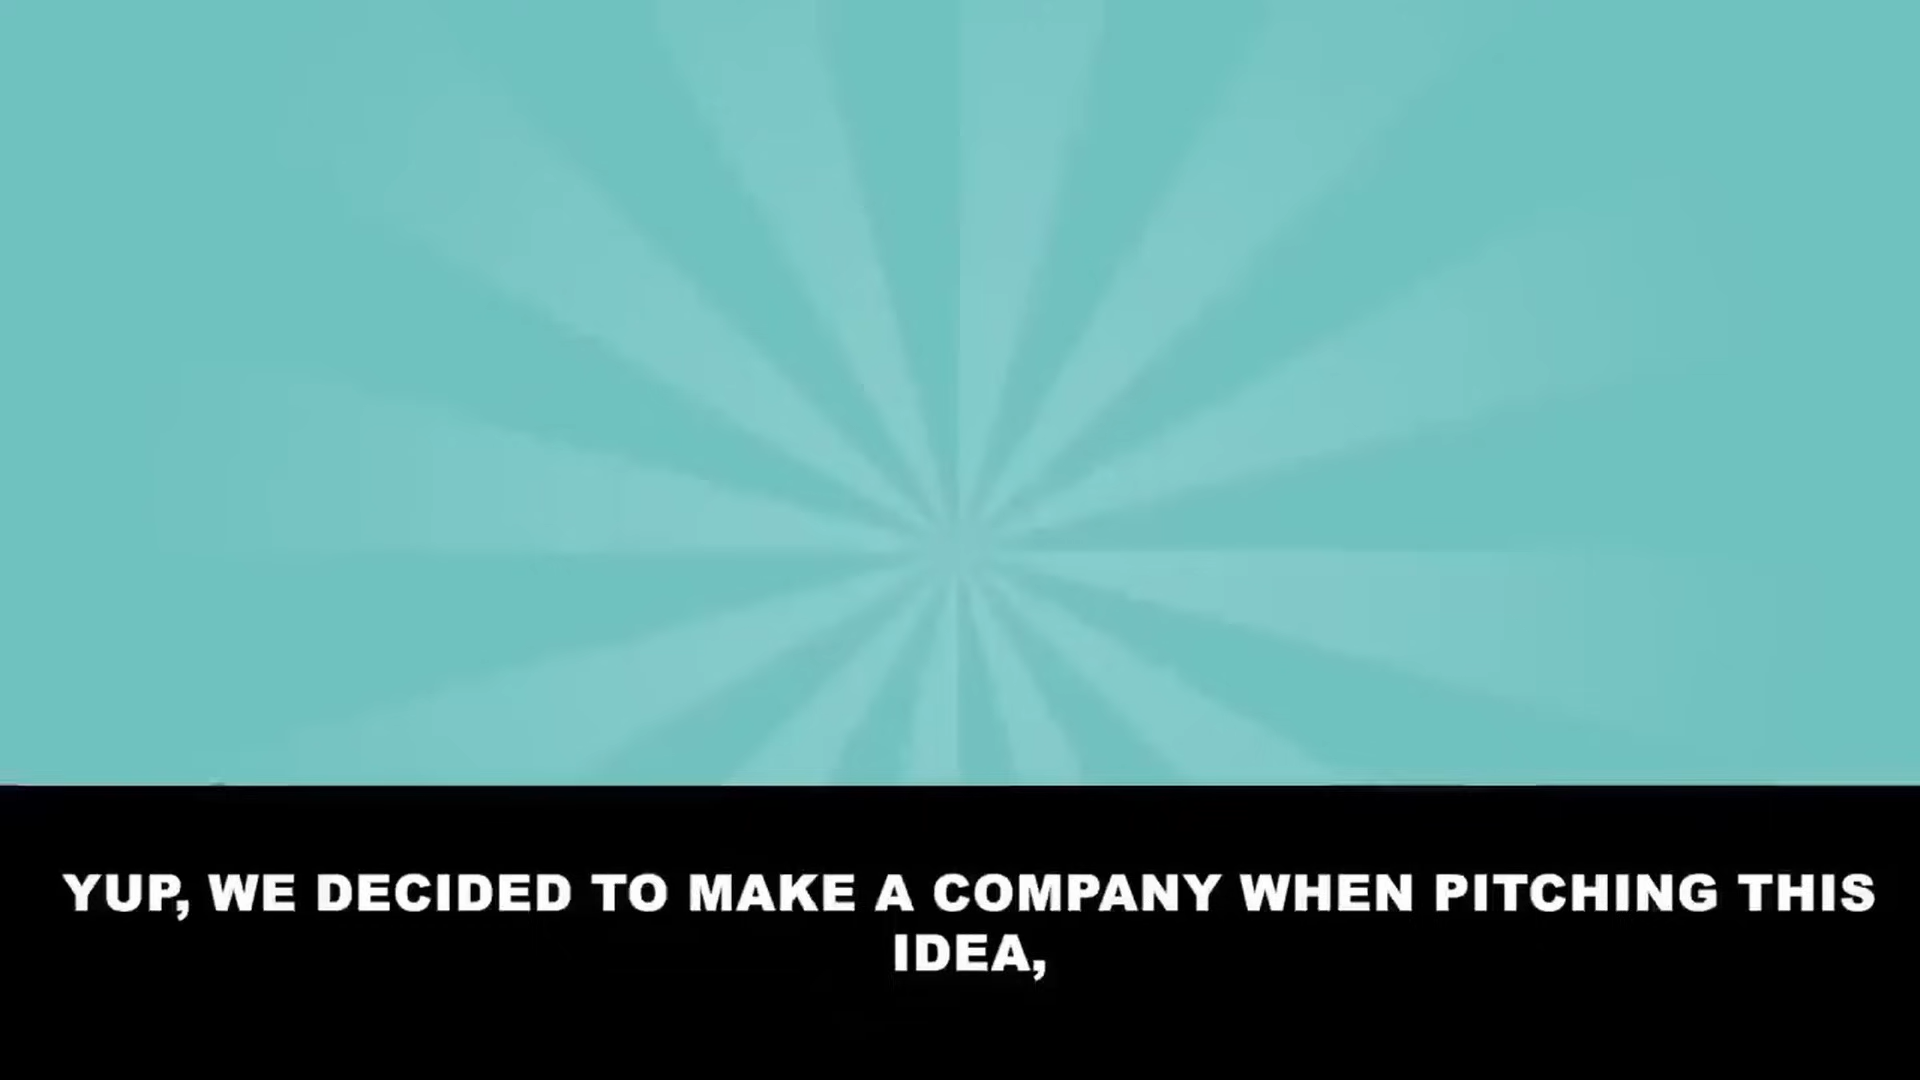 YUP, WE DECIDED TO MAKE A COMPANY WHEN PITCHING THIS
IDEA,